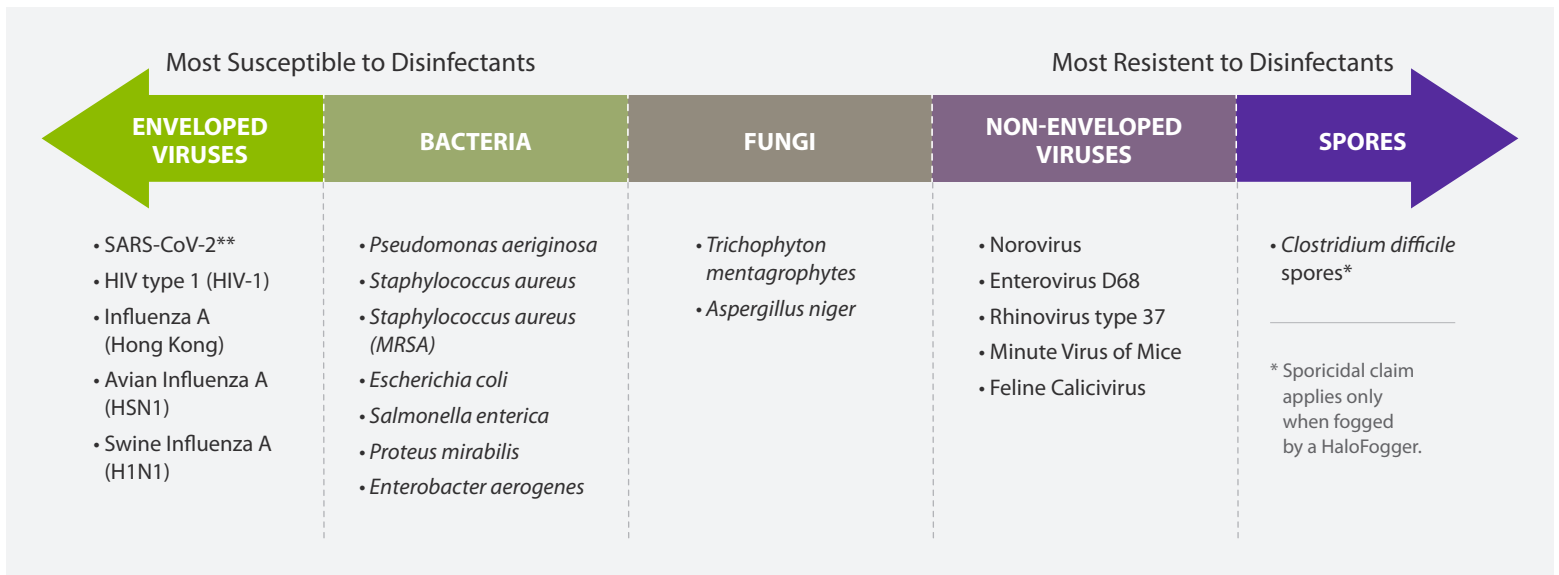 Most Susceptible to Disinfectants
Most Resistent to Disinfectants
ENVELOPED
VIRUSES
BACTERIA
FUNGI
NON-ENVELOPED
VIRUSES
SPORES
• SARS-CoV-2**
• HIV type 1 (HIV-1)
• Influenza A
(Hong Kong)
• Avian Influenza A
(HSN1)
• Swine Influenza A
(H1N1)
• Pseudomonas aeriginosa
• Staphylococcus aureus
• Staphylococcus aureus
(MRSA)
• Escherichia coli
• Salmonella enterica
• Proteus mirabilis
• Enterobacter aerogenes
• Trichophyton
mentagrophytes
• Aspergillus niger
• Norovirus
• Enterovirus D68
• Rhinovirus type 37
• Minute Virus of Mice
• Feline Calicivirus
• Clostridium difficile
spores*
* Sporicidal claim
applies only
when fogged
by a HaloFogger.